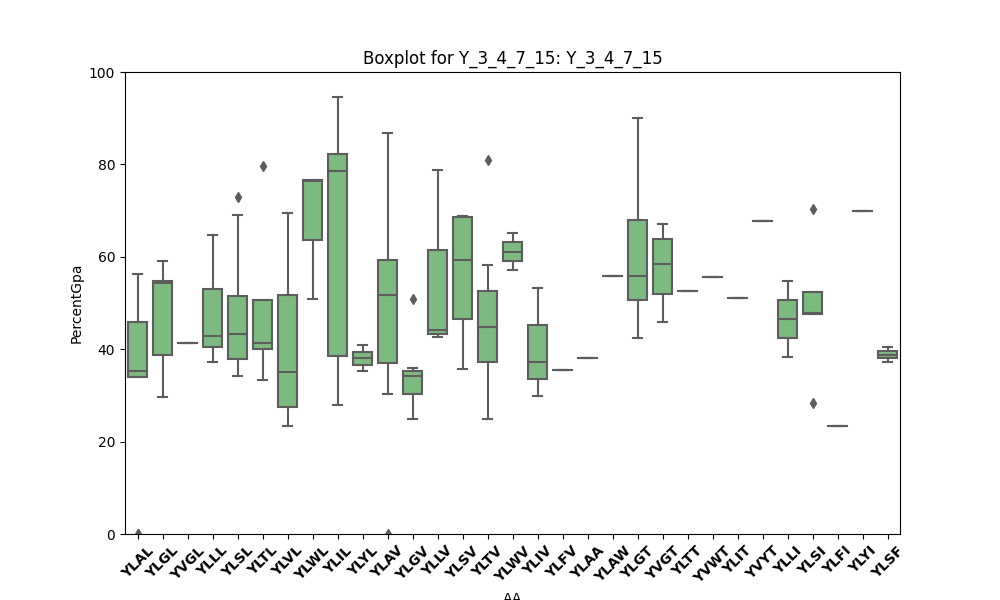 Boxplot for Y_3_4_7_15: Y_3_4_7_15
PercentGpa
100
80
60
40
20
0
YLAL YLGL YVGL YLLL YLSL YLTL YLVL YLWL YLIL YLYL YLAV YLGV YLLV YLSV YLTV YLWV YLIV YLFV YLAA YLAW YLGT YVGT YLTT YVWT YLIT YVYT YLLI YLSI YLFI YLYI YLSF
AA